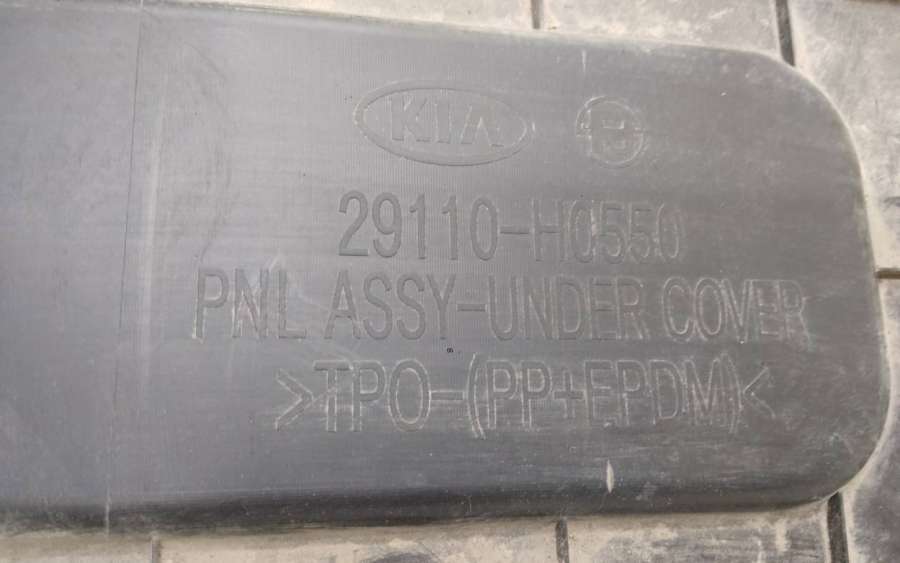 KIA
29110-H0550
PNL ASSY-UNDER COVER
>TPO-(PP+EPDM)<